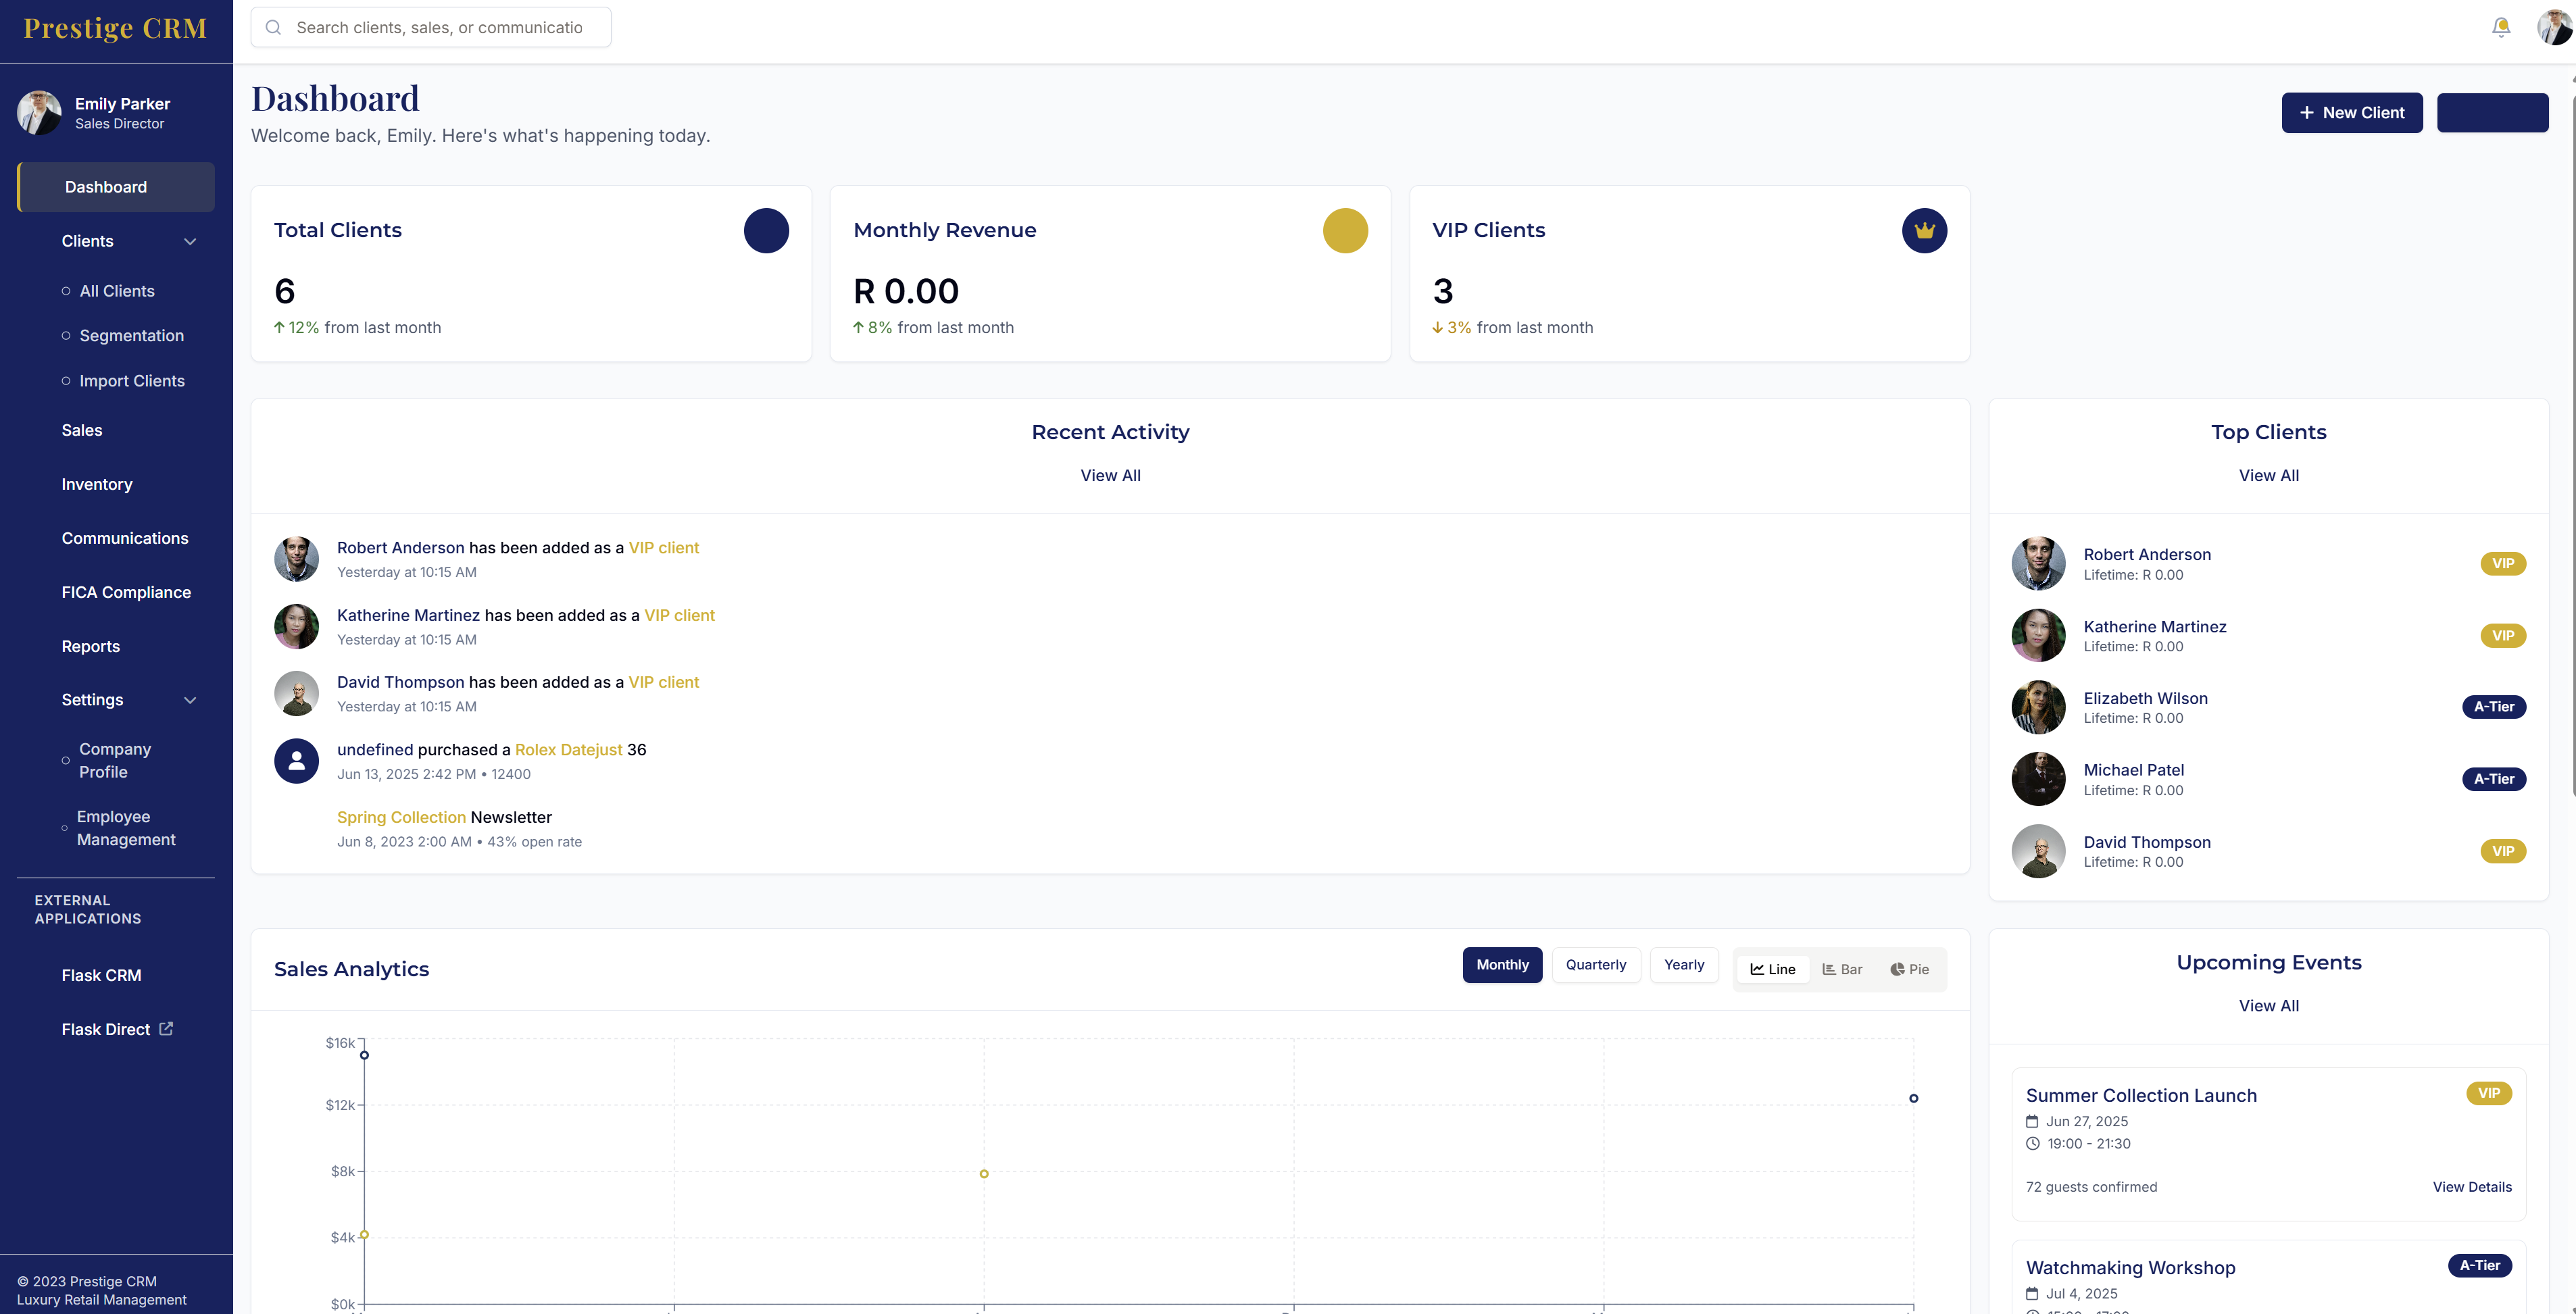 Prestige CRM
Search clients, sales, or communicatio
Emily Parker
Sales Director
Dashboard
Clients
All Clients
Segmentation
Import Clients
Sales
Inventory
Communications
FICA Compliance
Reports
Settings
Company
Profile
Employee
Management
EXTERNAL
APPLICATIONS
Flask CRM
Flask Direct
© 2023 Prestige CRM
Luxury Retail Management
Dashboard
Welcome back, Emily. Here's what's happening today.
+ New Client
Total Clients
6
↑ 12% from last month
Monthly Revenue
R 0.00
↑ 8% from last month
VIP Clients
3
↓ 3% from last month
Recent Activity
View All
Robert Anderson has been added as a VIP client
Yesterday at 10:15 AM
Katherine Martinez has been added as a VIP client
Yesterday at 10:15 AM
David Thompson has been added as a VIP client
Yesterday at 10:15 AM
undefined purchased a Rolex Datejust 36
Jun 13, 2025 2:42 PM • 12400
Spring Collection Newsletter
Jun 8, 2023 2:00 AM • 43% open rate
Top Clients
View All
Robert Anderson
Lifetime: R 0.00
VIP
Katherine Martinez
Lifetime: R 0.00
VIP
Elizabeth Wilson
Lifetime: R 0.00
A-Tier
Michael Patel
Lifetime: R 0.00
A-Tier
David Thompson
Lifetime: R 0.00
VIP
Sales Analytics
Monthly
Quarterly
Yearly
Line
Bar
Pie
$16k
$12k
$8k
$4k
$0k
Upcoming Events
View All
Summer Collection Launch
VIP
Jun 27, 2025
19:00 - 21:30
72 guests confirmed
View Details
Watchmaking Workshop
A-Tier
Jul 4, 2025